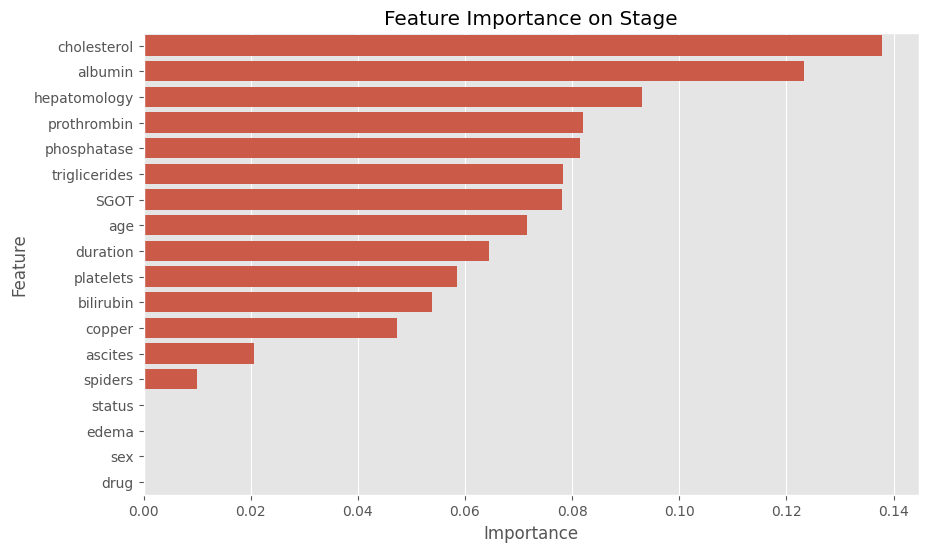 Feature Importance on Stage
Feature
cholesterol
albumin
hepatomology
prothrombin
phosphatase
triglicerides
SGOT
age
duration
platelets
bilirubin
copper
ascites
spiders
status
edema
sex
drug
0.00 0.02 0.04 0.06 0.08 0.10 0.12 0.14
Importance